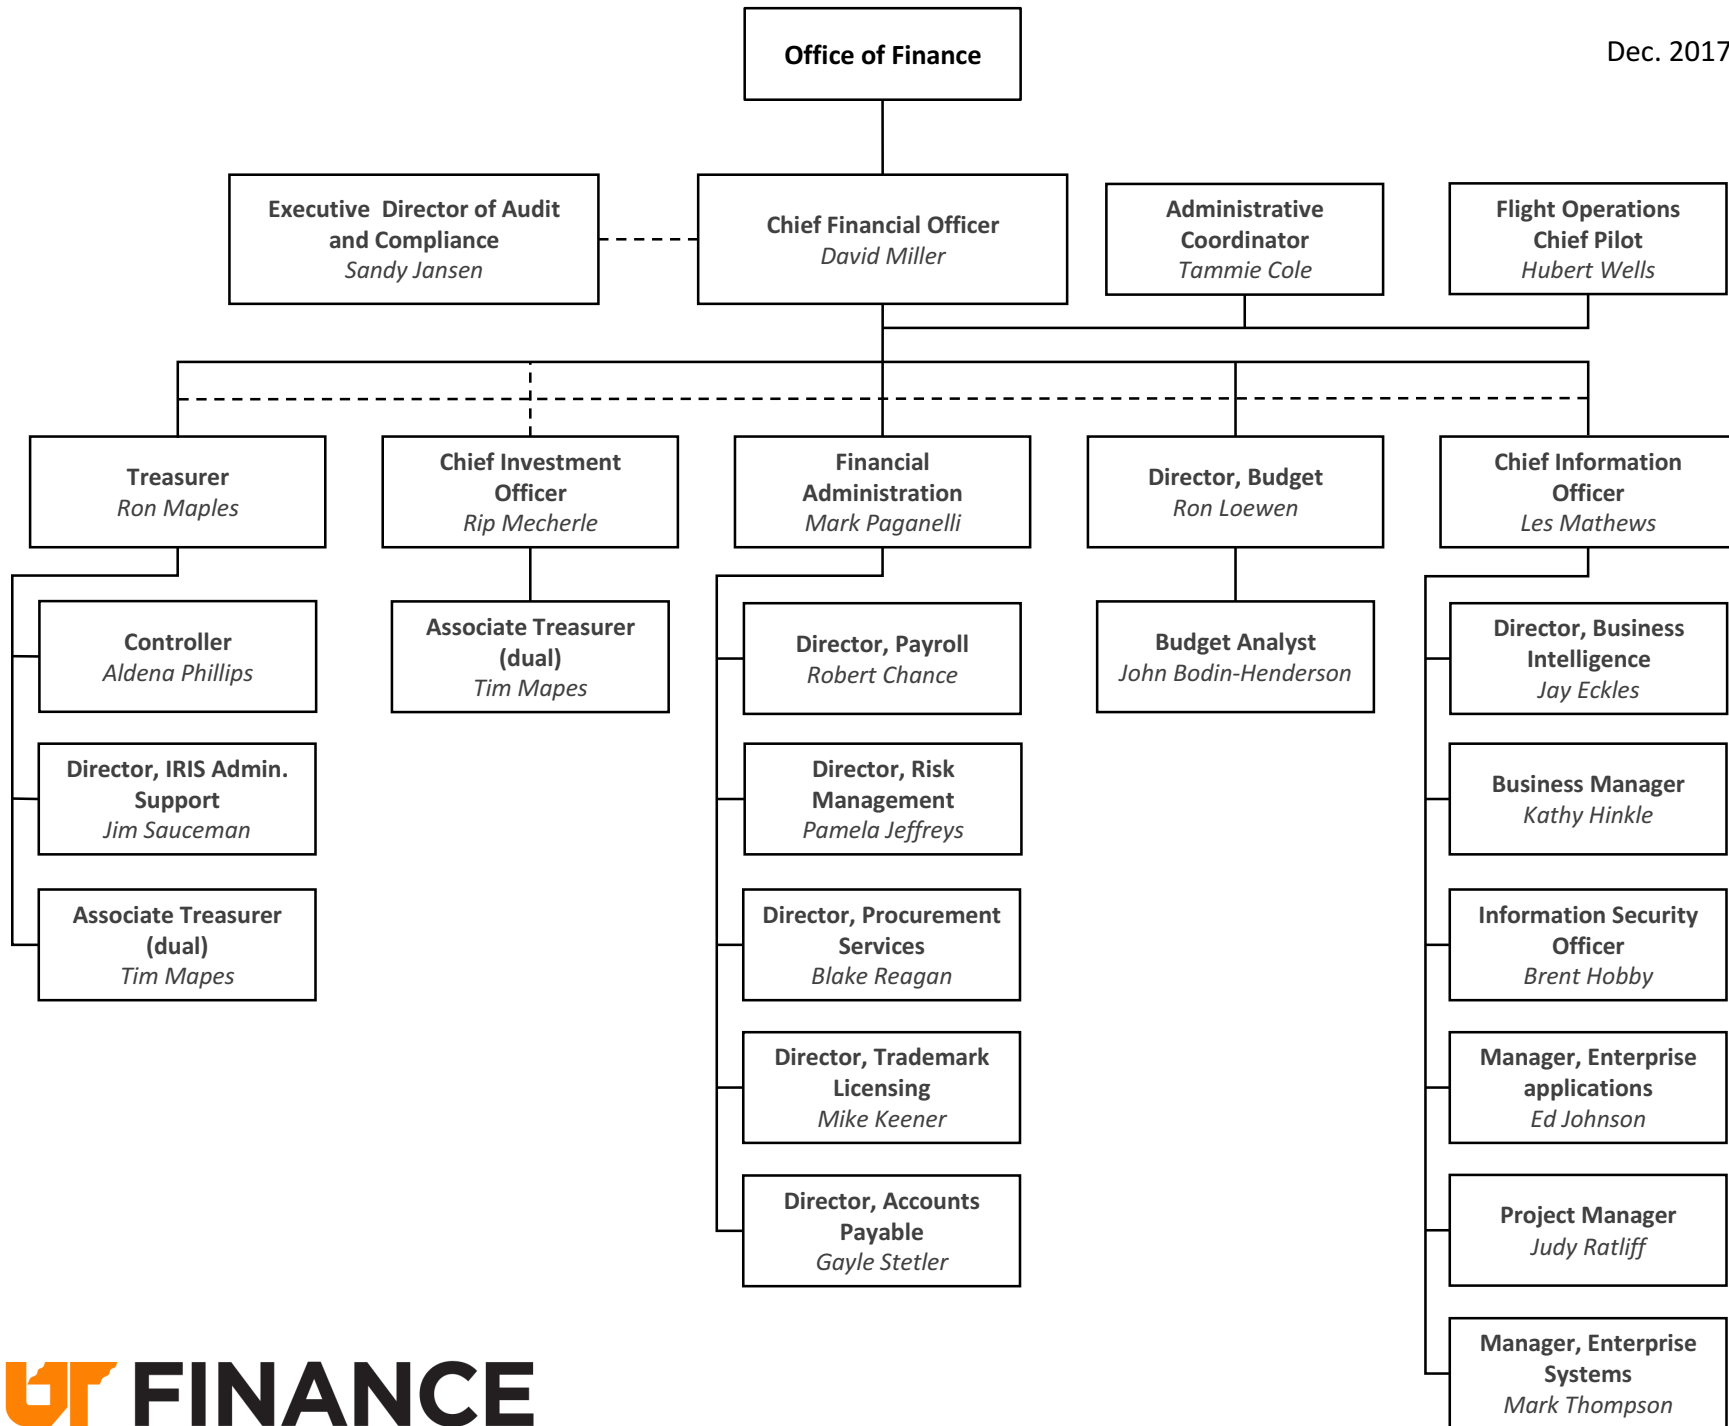 Office of Finance
Dec. 2017
Executive Director of Audit
and Compliance
Sandy Jansen
Chief Financial Officer
David Miller
Administrative
Coordinator
Tammie Cole
Flight Operations
Chief Pilot
Hubert Wells
Treasurer
Ron Maples
Chief Investment
Officer
Rip Mecherle
Financial
Administration
Mark Paganelli
Director, Budget
Ron Loewen
Chief Information
Officer
Les Mathews
Controller
Aldena Phillips
Director, IRIS Admin.
Support
Jim Sauceman
Associate Treasurer
(dual)
Tim Mapes
Associate Treasurer
(dual)
Tim Mapes
Director, Payroll
Robert Chance
Director, Risk
Management
Pamela Jeffreys
Director, Procurement
Services
Blake Reagan
Director, Trademark
Licensing
Mike Keener
Director, Accounts
Payable
Gayle Stetler
Budget Analyst
John Bodin-Henderson
Director, Business
Intelligence
Jay Eckles
Business Manager
Kathy Hinkle
Information Security
Officer
Brent Hobby
Manager, Enterprise
applications
Ed Johnson
Project Manager
Judy Ratliff
Manager, Enterprise
Systems
Mark Thompson
UT FINANCE